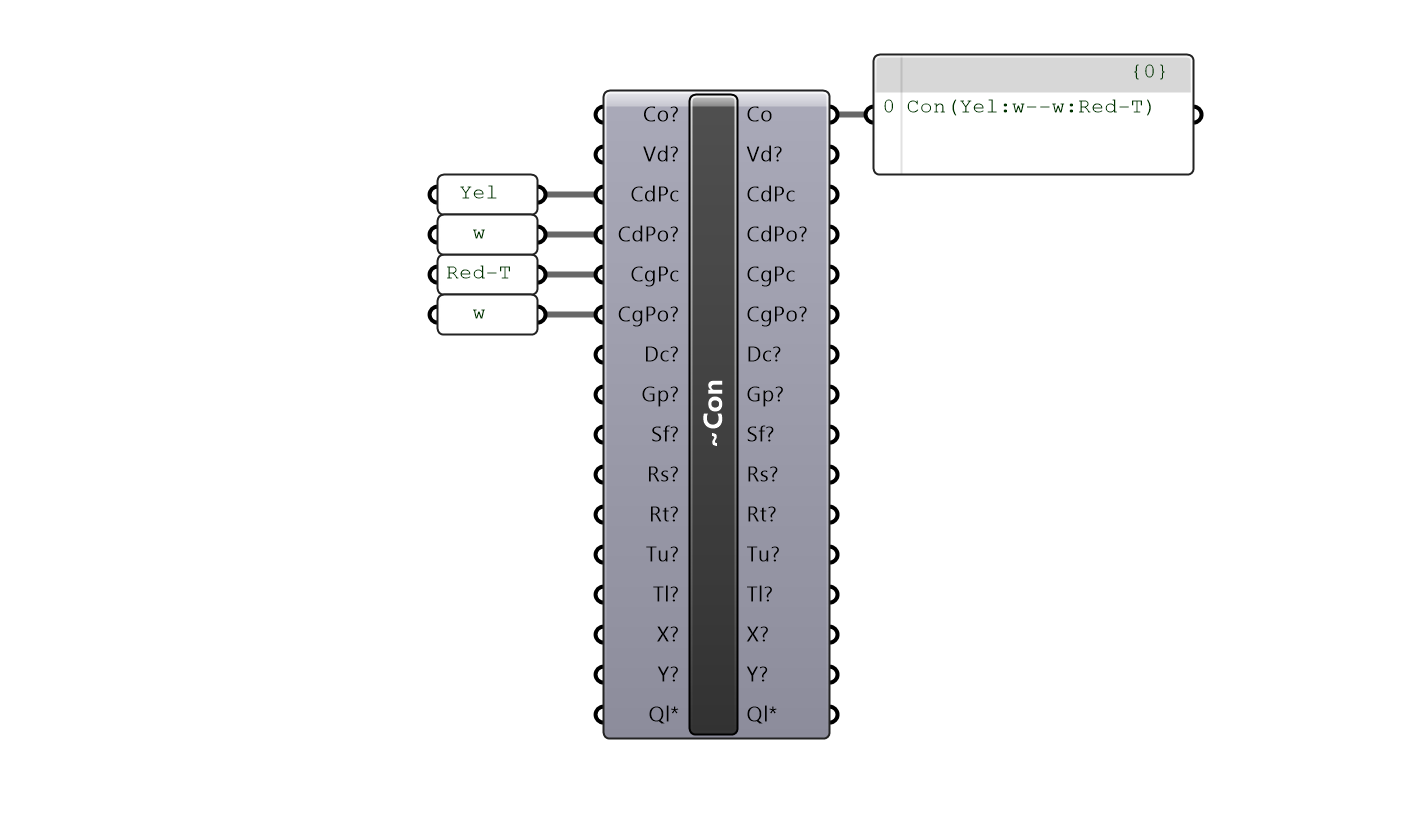 Yel
w
Red-T
w
Co?
Vd?
CdPc
CdPo?
CgPc
CgPo?
Dc?
Gp?
Sf?
Rs?
Rt?
Tu?
Tl?
X?
Y?
Ql*
~Con
Co
Vd?
CdPc
CdPo?
CgPc
CgPo?
Dc?
Gp?
Sf?
Rs?
Rt?
Tu?
Tl?
X?
Y?
Ql*
{0}
0 Con(Yel:w--w:Red-T)